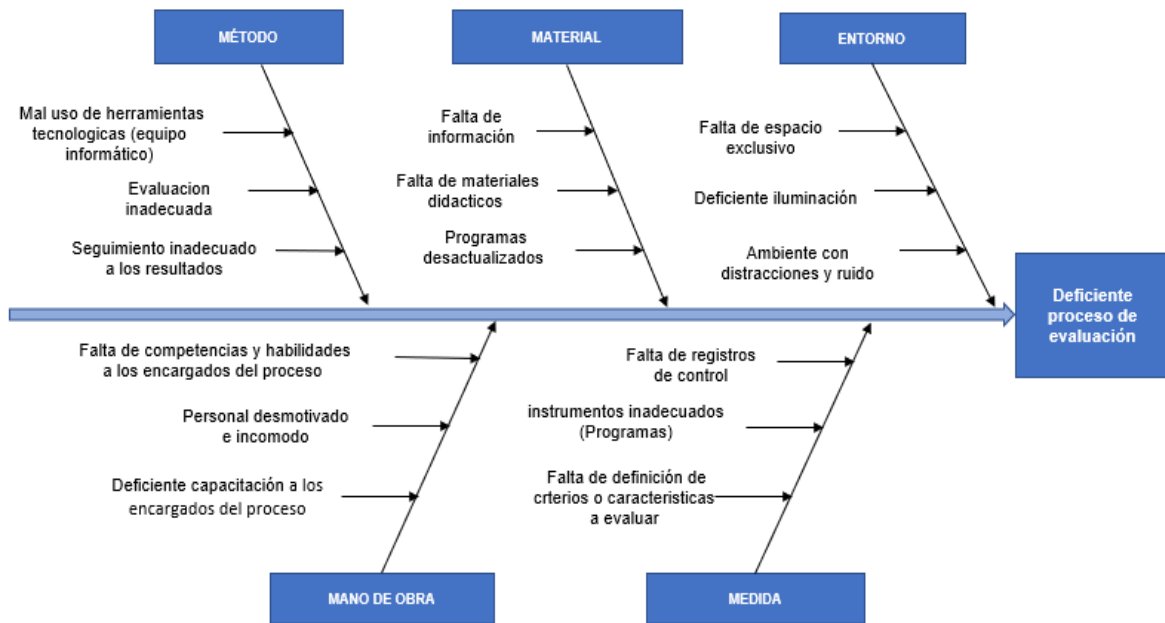 MÉTODO
MATERIAL
ENTORNO
Mal uso de herramientas
tecnologicas (equipo
informático)
Evaluacion
inadecuada
Seguimiento inadecuado
a los resultados
Falta de
información
Falta de materiales
didacticos
Programas
desactualizados
Falta de espacio
exclusivo
Deficiente iluminación
Ambiente con
distracciones y ruido
Deficiente
proceso de
evaluación
Falta de competencias y habilidades
a los encargados del proceso
Personal desmotivado
e incomodo
Deficiente capacitación a los
encargados del proceso
Falta de registros
de control
instrumentos inadecuados
(Programas)
Falta de definición de
crterios o caracteristicas
a evaluar
MANO DE OBRA
MEDIDA